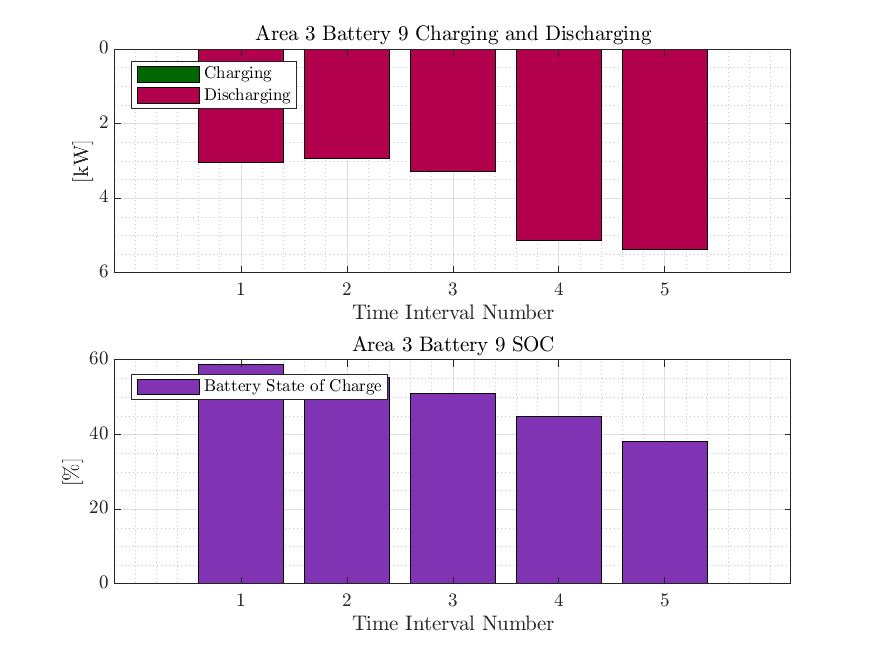 Area 3 Battery 9 Charging and Discharging
0
2
4
6
[kW]
Charging
Discharging
1 2 3 4 5
Time Interval Number
Area 3 Battery 9 SOC
60
40
20
0
[%]
Battery State of Charge
1 2 3 4 5
Time Interval Number